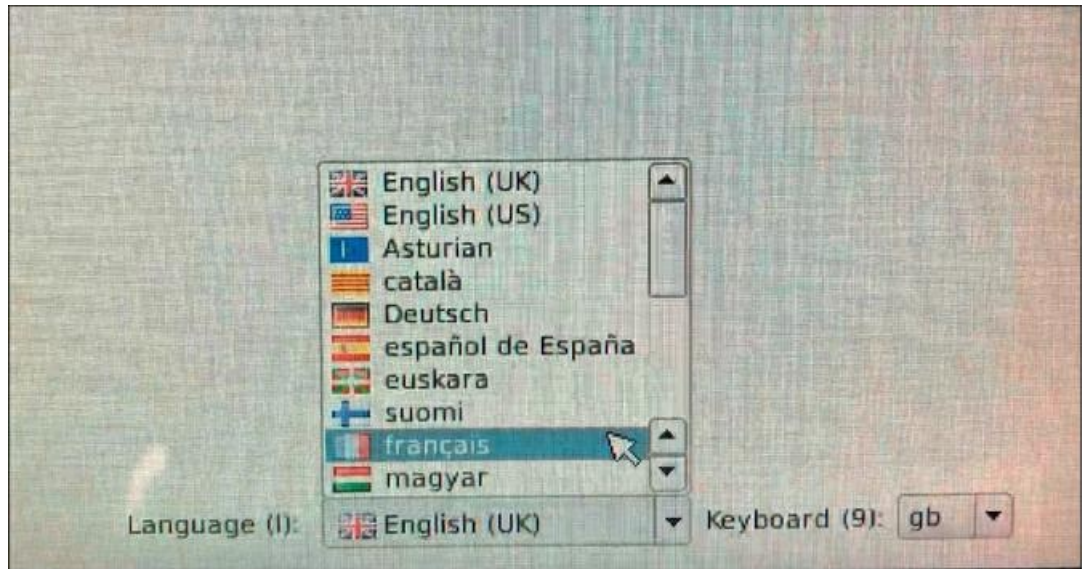 English (UK)
English (US)
Asturian
català
Deutsch
español de España
euskara
suomi
français
magyar
Language (l): English (UK) Keyboard (9): gb